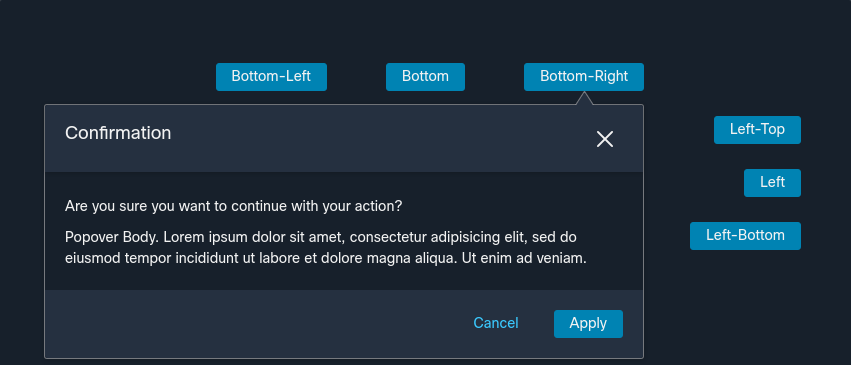 Bottom-Left
Bottom
Bottom-Right
Confirmation
Left-Top
Left
Are you sure you want to continue with your action?
Left-Bottom
Popover Body. Lorem ipsum dolor sit amet, consectetur adipisicing elit, sed do
eiusmod tempor incididunt ut labore et dolore magna aliqua. Ut enim ad veniam.
Cancel
Apply